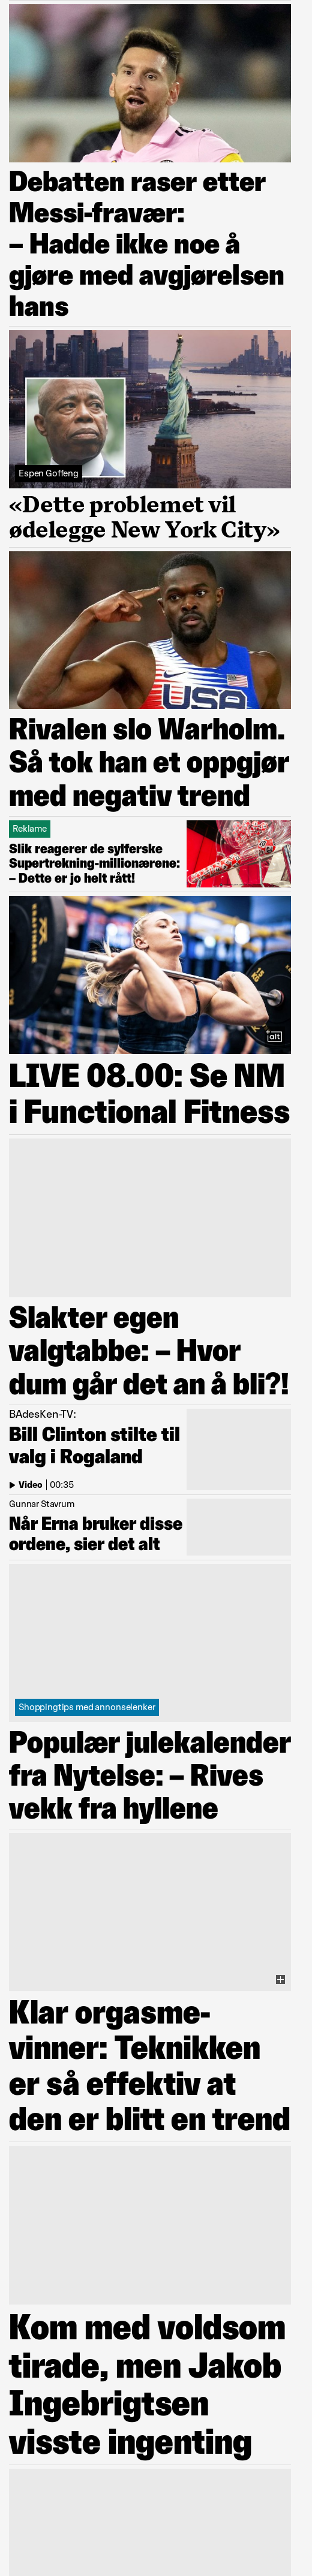 Debatten raser etter
Messi-fravær:
– Hadde ikke noe å
gjøre med avgjørelsen
hans
Espen Goffeng
«Dette problemet vil
ødelegge New York City»
USA
Rivalen slo Warholm.
Så tok han et oppgjør
med negativ trend
Reklame
Slik reagerer de sylferske
Supertrekning-millionærene:
– Dette er jo helt rått!
alt
LIVE 08.00: Se NM
i Functional Fitness
Slakter egen
valgtabbe: – Hvor
dum går det an å bli?!
BAdesKen-TV:
Bill Clinton stilte til
valg i Rogaland
Video 00:35
Gunnar Stavrum
Når Erna bruker disse
ordene, sier det alt
Shoppingtips med annonselenker
Populær julekalender
fra Nytelse: – Rives
vekk fra hyllene
Klar orgasme-
vinner: Teknikken
er så effektiv at
den er blitt en trend
Kom med voldsom
tirade, men Jakob
Ingebrigtsen
visste ingenting